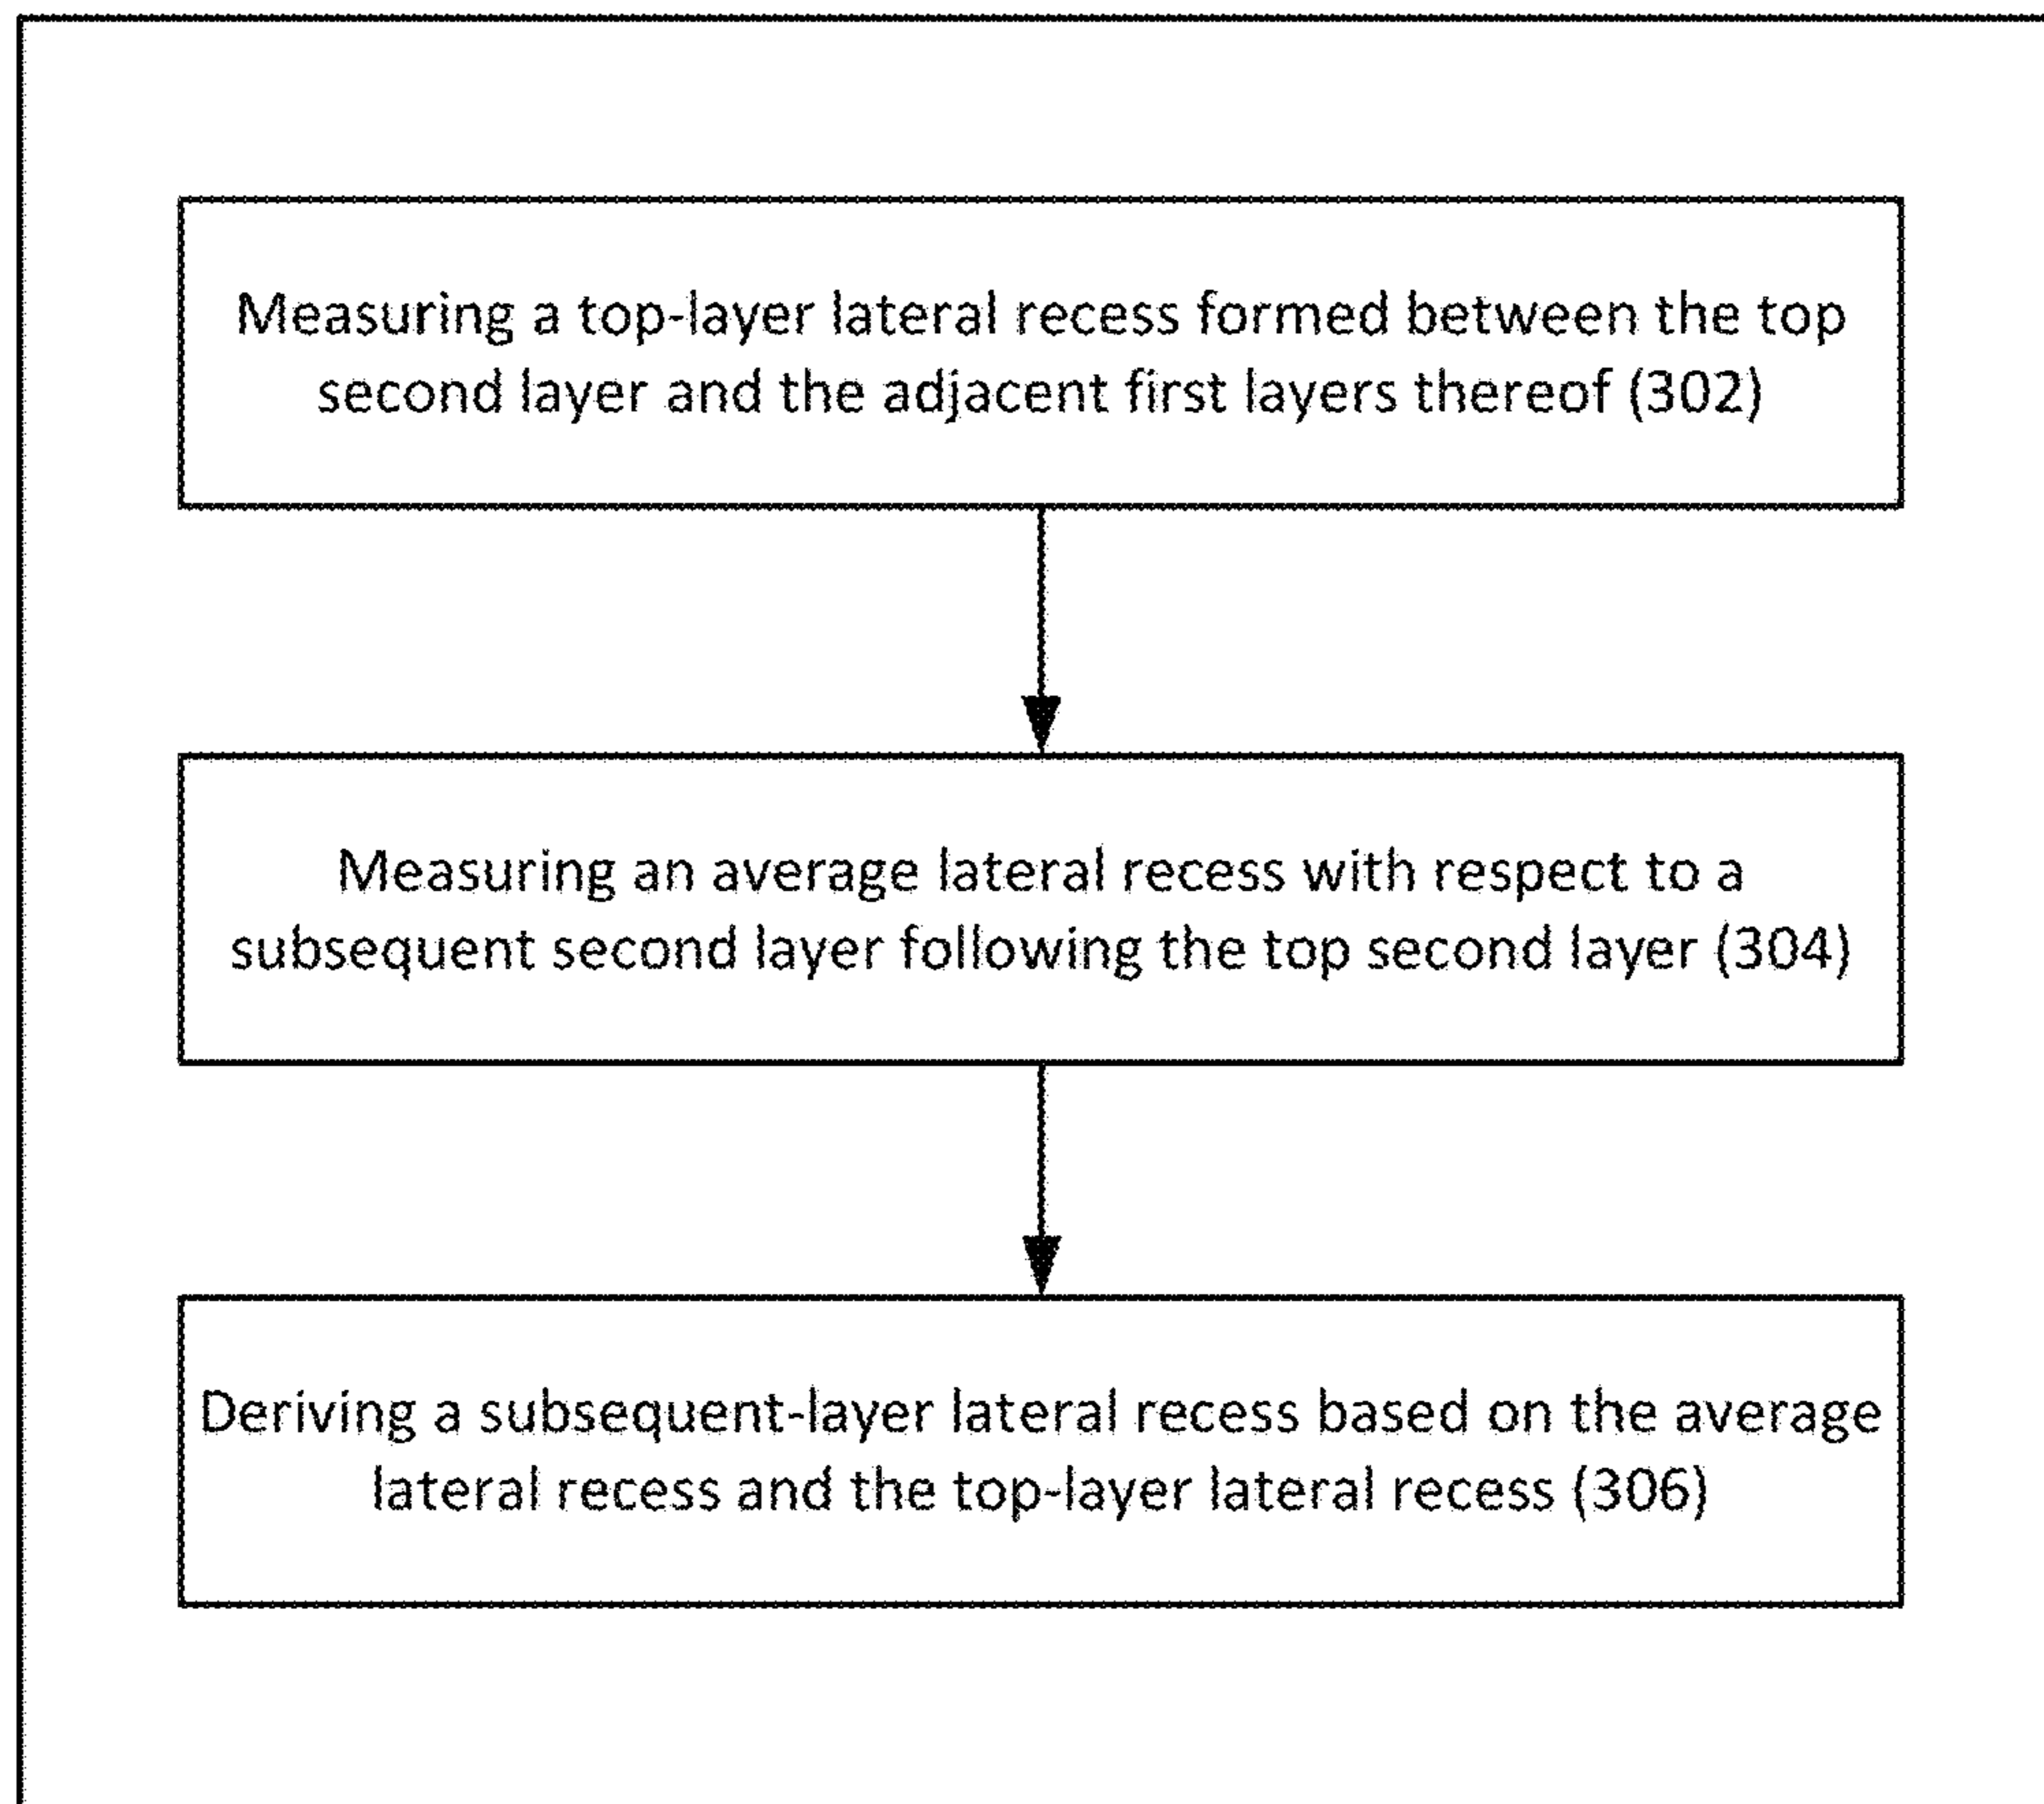 Measuring a top-layer lateral recess formed between the top
second layer and the adjacent first layers thereof (302)
Measuring an average lateral recess with respect to a
subsequent second layer following the top second layer (304)
Deriving a subsequent-layer lateral recess based on the average
lateral recess and the top-layer lateral recess (306)